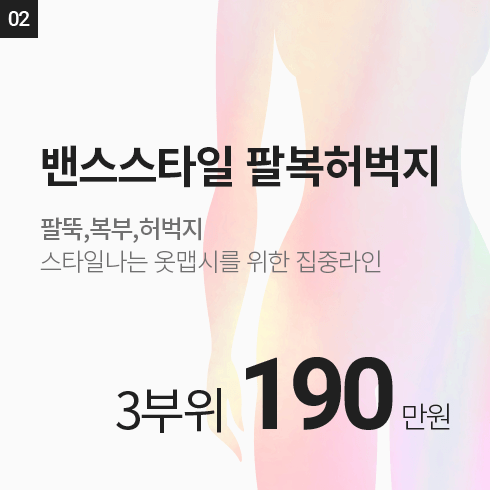 02
밴스스타일 팔복허벅지
팔뚝,복부,허벅지
스타일나는 옷맵시를 위한 집중라인
3부위 190 만원